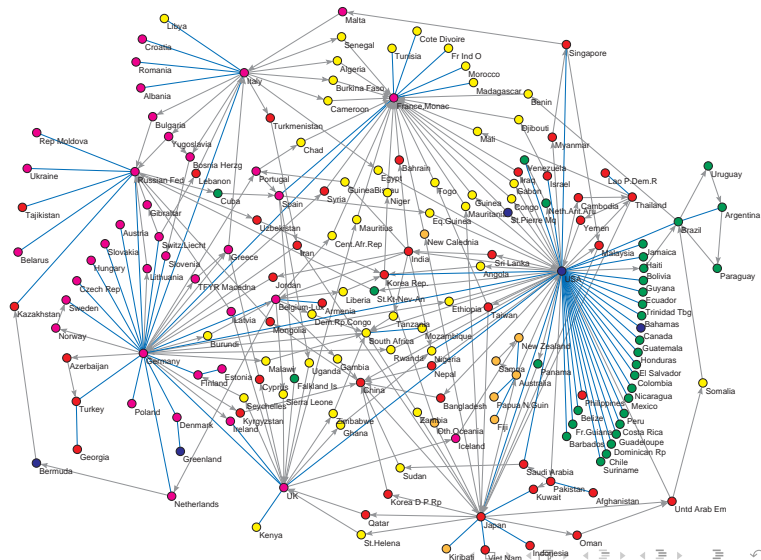 Malta
Libya
Senegal
Cote Divoire
Croatia
Tunisia
Fr Ind O
Singapore
Romania
Algeria
Morocco
Italy
Burkina Faso
Madagascar
Albania
Cameroon
France,Monac
Benin
Bulgaria
Turkmenistan
Djibouti
Rep Moldova
Yugoslavia
Chad
Mali
Myanmar
Bosnia Herzg
Ukraine
Russian Fed
Lebanon
Portugal
Egypt
Bahrain
Venezuela
Iraq
Israel
Lao P.Dem.R
Uruguay
Cuba
Spain
Syria
GuineaBissau
Niger
Togo
Guinea
Gabon
Congo
Tajikistan
Gibraltar
Mauritania
St.Pierre Mq
Neth.Ant.Aru
Cambodia
Thailand
Argentina
Uzbekistan
Mauritius
Eq.Guinea
Yemen
Brazil
Austria
Switz/Liecht
Cent.Afr.Rep
New Calednia
Slovakia
Greece
Iran
India
Sri Lanka
Malaysia
Jamaica
Belarus
Hungary
Slovenia
Angola
USA
Haiti
Paraguay
Czech Rep
Lithuania
TFYR Macedna
Jordan
Korea Rep.
Bolivia
St.Kt-Nev-An
Guyana
Kazakhstan
Sweden
Belgium-Lux
Armenia
Liberia
Ethiopia
Taiwan
Ecuador
Latvia
Mongolia
Dem.Rp.Congo
Tanzania
Trinidad Tbg
Norway
Burundi
South Africa
Mozambique
New Zealand
Bahamas
Canada
Azerbaijan
Germany
Malawi
Uganda
Gambia
Rwanda
Nigeria
Samoa
Panama
Guatemala
Honduras
Finland
Estonia
Cyprus
Falkland Is
China
Nepal
Australia
El Salvador
Colombia
Somalia
Turkey
Poland
Seychelles
Sierra Leone
Bangladesh
Papua N.Guin
Philippines
Nicaragua
Mexico
Denmark
Ireland
Kyrgyzstan
Zimbabwe
Ghana
Zambia
Fiji
Belize
Peru
Oth.Oceania
Iceland
Fr.Guiana
Costa Rica
Georgia
Greenland
Barbados
Guadeloupe
Dominican Rp
Bermuda
Sudan
Saudi Arabia
Chile
Suriname
Netherlands
UK
Korea D P Rp
Kuwait
Pakistan
Afghanistan
Untd Arab Em
Qatar
Japan
Kenya
St.Helena
Oman
Kiribati
Viet Nam
Indonesia